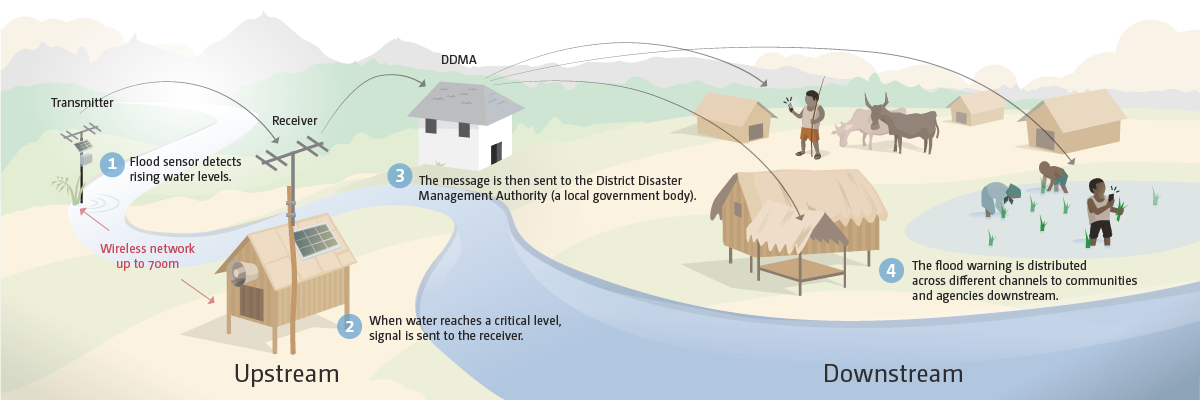 DDMA
Transmitter
Receiver
1
Flood sensor detects
rising water levels.
3
The message is then sent to the District Disaster
Management Authority (a local government body).
Wireless network
up to 700m
4
The flood warning is distributed
across different channels to communities
and agencies downstream.
2
When water reaches a critical level,
signal is sent to the receiver.
Upstream
Downstream